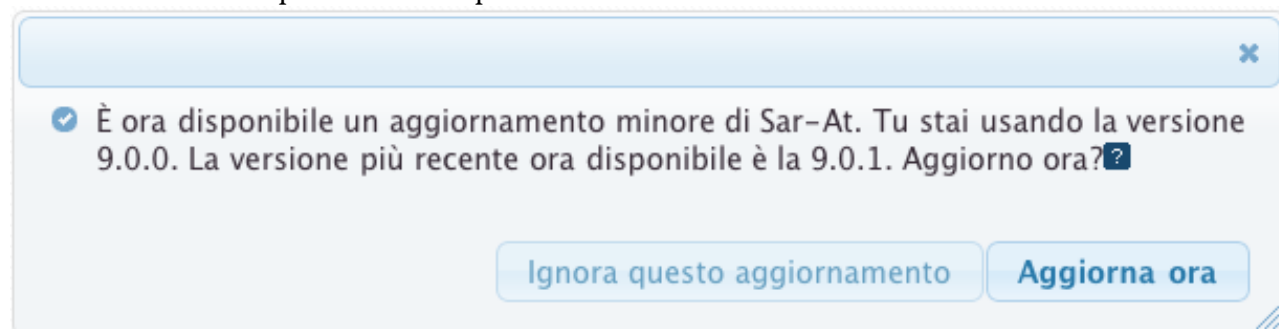 È ora disponibile un aggiornamento minore di Sar-At. Tu stai usando la versione
9.0.0. La versione più recente ora disponibile è la 9.0.1. Aggiorno ora?
Ignora questo aggiornamento Aggiorna ora